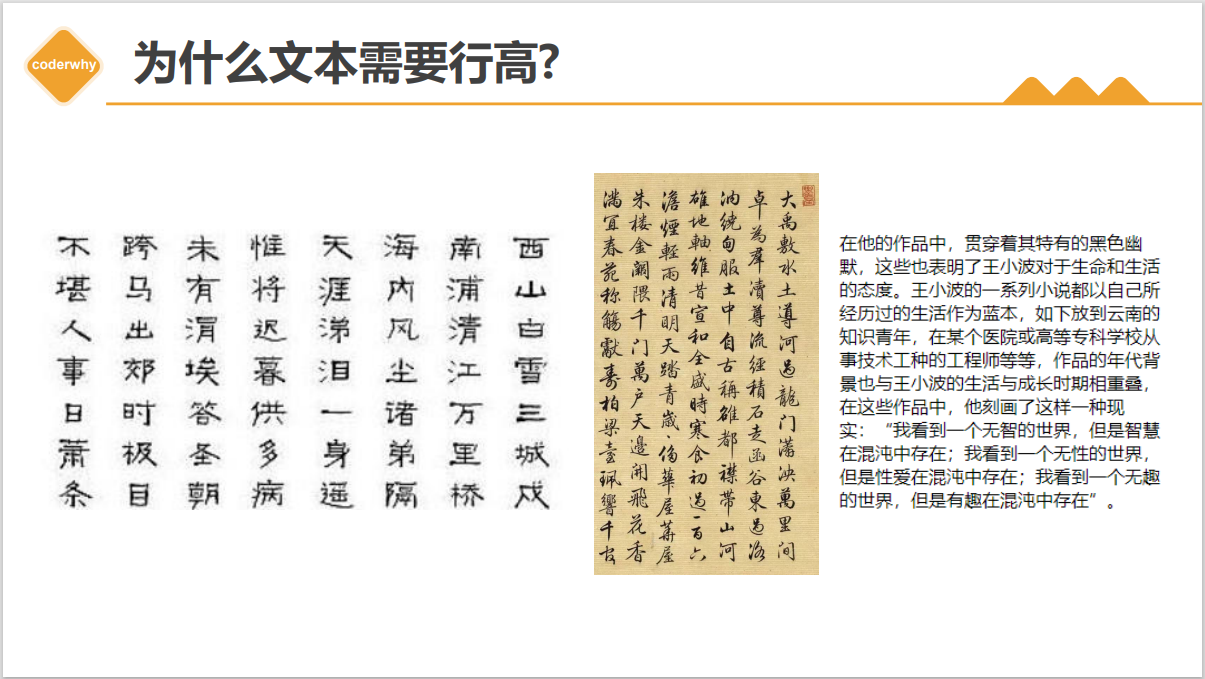 coderwhy
为什么文本需要行高?
西山白雪三城戍
南浦清江万里桥
海内风尘诸弟隔
天涯涕泪一身遥
惟将迟暮供多病
未有涓埃答圣朝
跨马出郊时极目
不堪人事日萧条
大禹敷水土導河過龍门泱萬里间
卓為羣瀆尊流經積石走函谷東過洛
汭繞甸服土中自古稱雒都襟帶山河
雄地軸維昔宣和全盛時寒食初過一百六
澹煙輕雨清明天踏青歲華屋
朱楼金闕隈千门萬户天邊開飛花香
满宜春苑称觴獻壽柏梁臺珮響千官
在他的作品中，贯穿着其特有的黑色幽
默，这些也表明了王小波对于生命和生活
的态度。王小波的一系列小说都以自己所
经历过的生活作为蓝本，如下放到云南的
知识青年，在某个医院或高等专科学校从
事技术工种的工程师等等，作品的年代背
景也与王小波的生活与成长时期相重叠，
在这些作品中，他刻画了这样一种现
实：“我看到一个无智的世界，但是智慧
在混沌中存在；我看到一个无性的世界，
但是性爱在混沌中存在；我看到一个无趣
的世界，但是有趣在混沌中存在”。